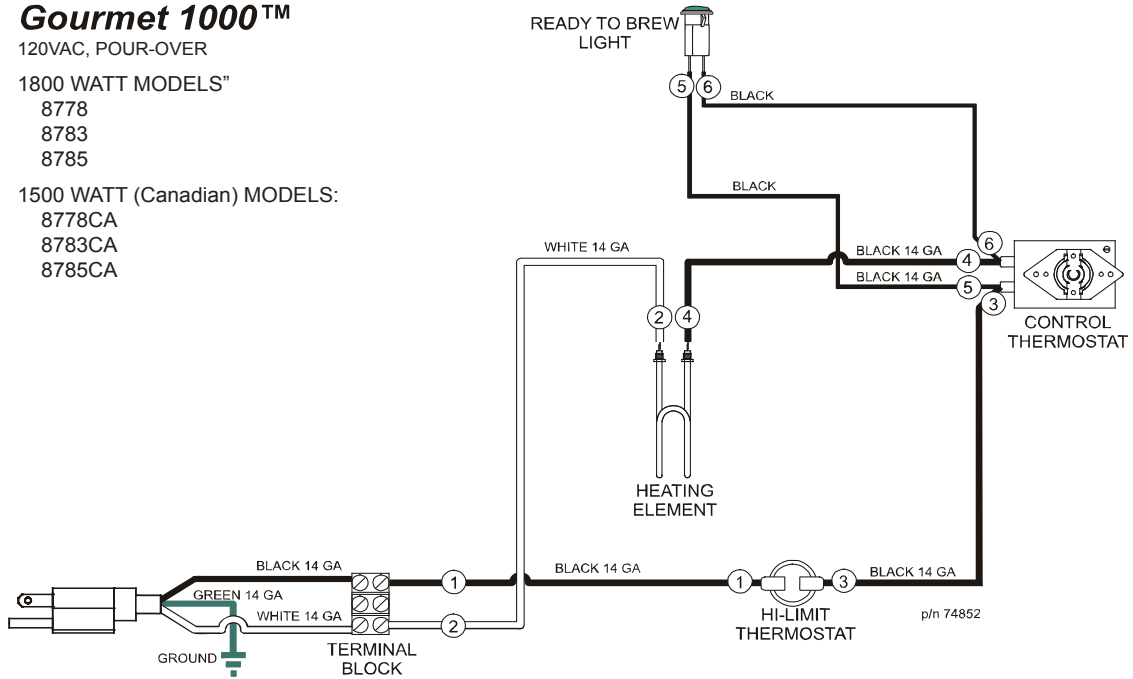 Gourmet 1000™
120VAC, POUR-OVER
1800 WATT MODELS”
8778
8783
8785
1500 WATT (Canadian) MODELS:
8778CA
8783CA
8785CA
READY TO BREW
LIGHT
5
6
BLACK
BLACK
WHITE 14 GA
BLACK 14 GA
6
4
BLACK 14 GA
5
3
CONTROL
THERMOSTAT
2
4
HEATING
ELEMENT
BLACK 14 GA
1
BLACK 14 GA
1
3
BLACK 14 GA
GREEN 14 GA
WHITE 14 GA
2
HI-LIMIT
THERMOSTAT
p/n 74852
GROUND
TERMINAL
BLOCK